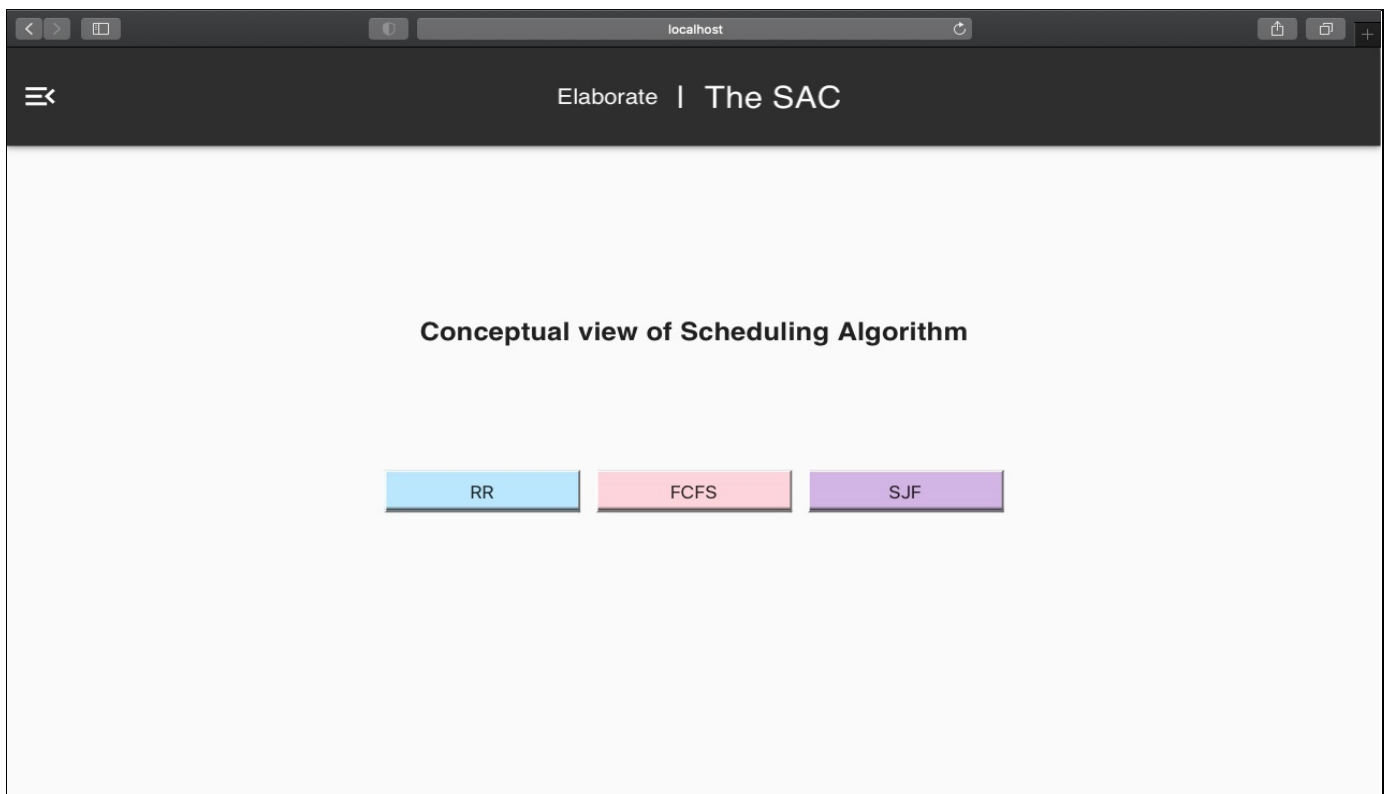 localhost
Elaborate | The SAC
Conceptual view of Scheduling Algorithm
RR FCFS SJF